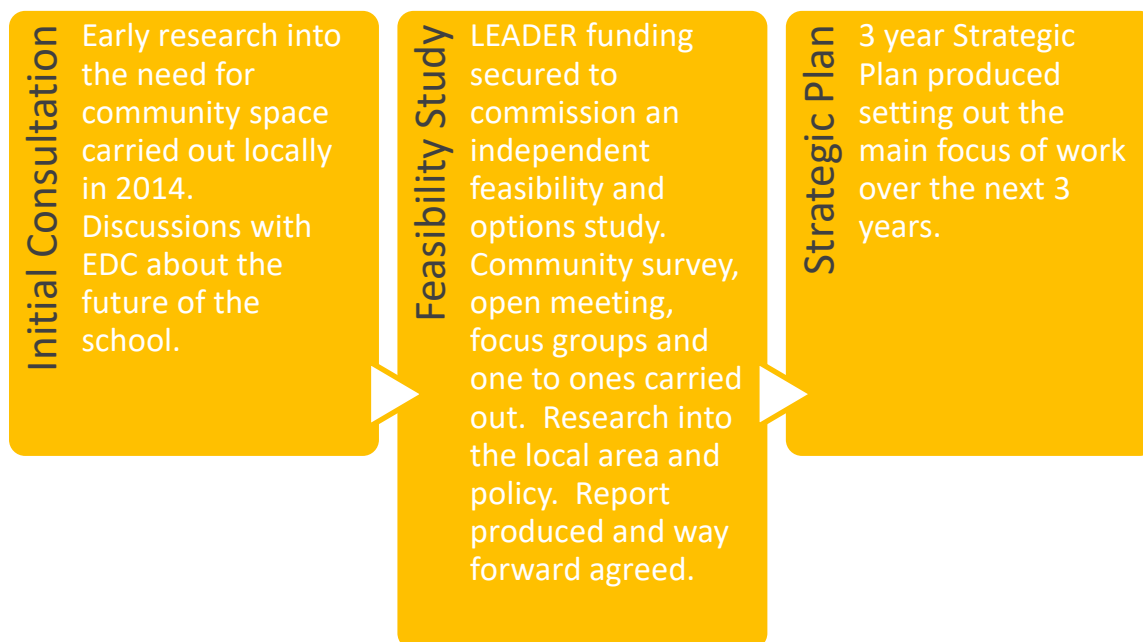 Initial Consultation
Early research into
the need for
community space
carried out locally
in 2014.
Discussions with
EDC about the
future of the
school.
Feasibility Study
LEADER funding
secured to
commission an
independent
feasibility and
options study.
Community survey,
open meeting,
focus groups and
one to ones carried
out.  Research into
the local area and
policy.  Report
produced and way
forward agreed.
Strategic Plan
3 year Strategic
Plan produced
setting out the
main focus of work
over the next 3
years.